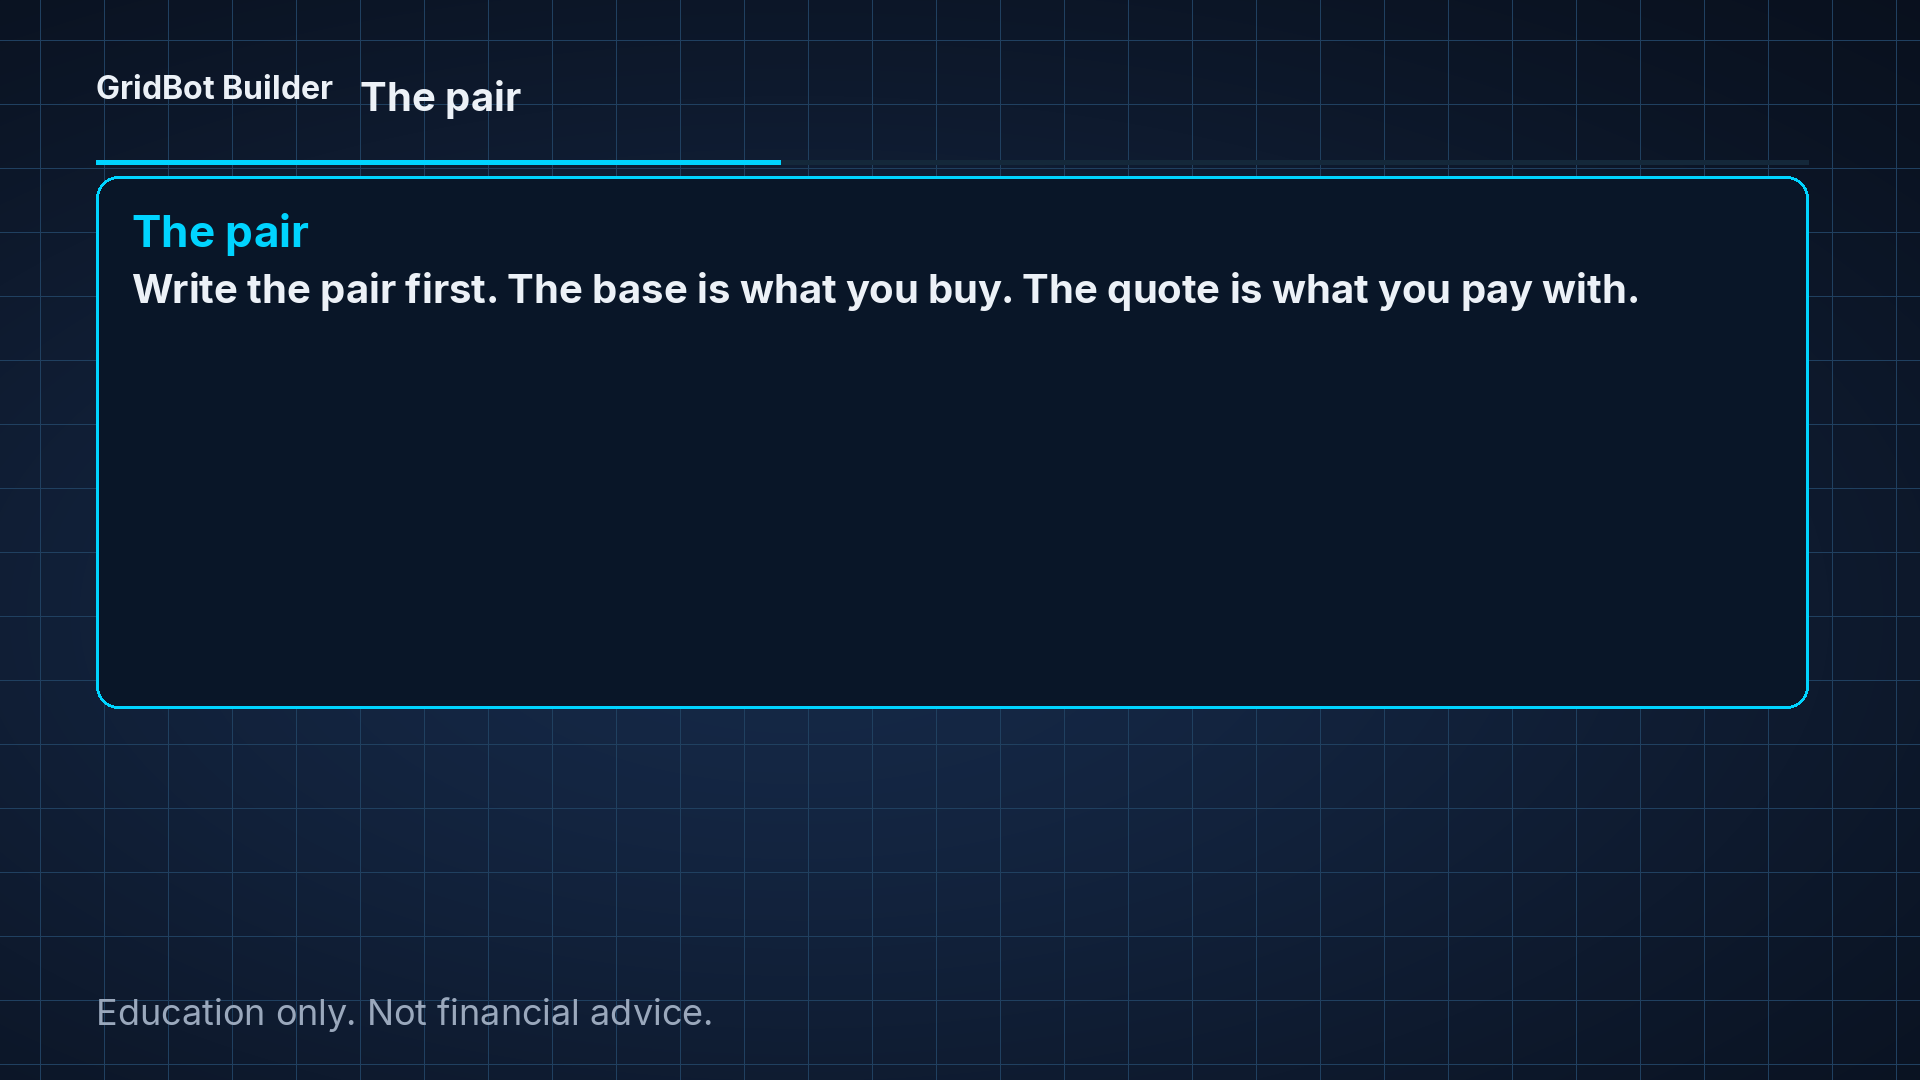 GridBot Builder The pair
The pair
Write the pair first. The base is what you buy. The quote is what you pay with.
Education only. Not financial advice.